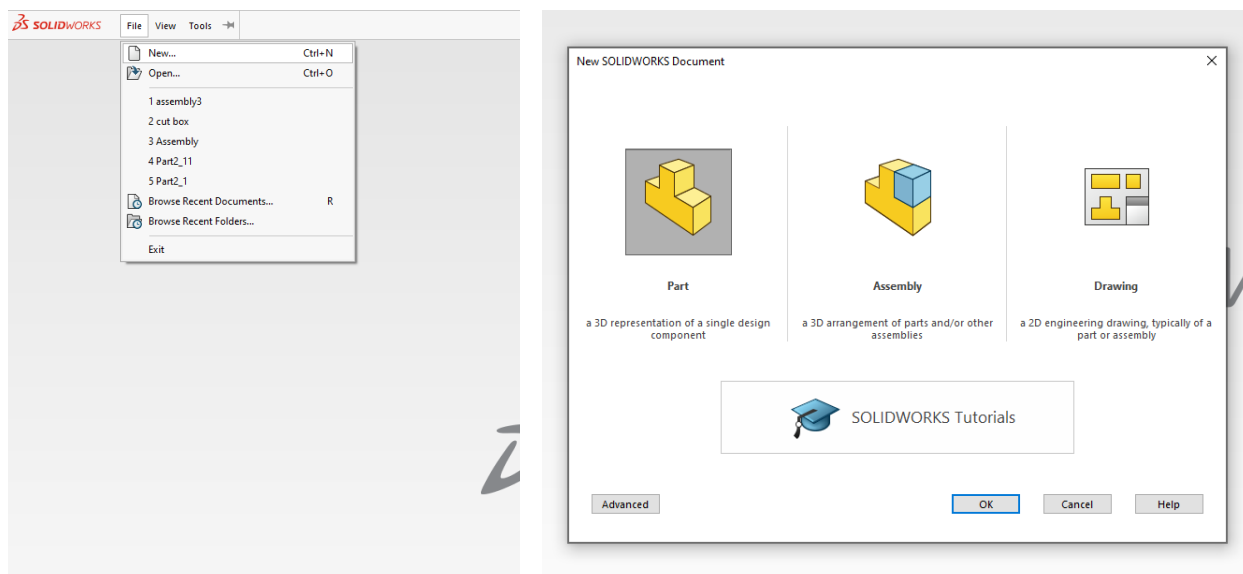 SOLIDWORKS File View Tools
New... Ctrl+N
Open... Ctrl+O
1 assembly3
2 cut box
3 Assembly
4 Part2_11
5 Part2_1
Browse Recent Documents... R
Browse Recent Folders...
Exit
New SOLIDWORKS Document
Part
a 3D representation of a single design
component
Assembly
a 3D arrangement of parts and/or other
assemblies
Drawing
a 2D engineering drawing, typically of a
part or assembly
SOLIDWORKS Tutorials
Advanced OK Cancel Help